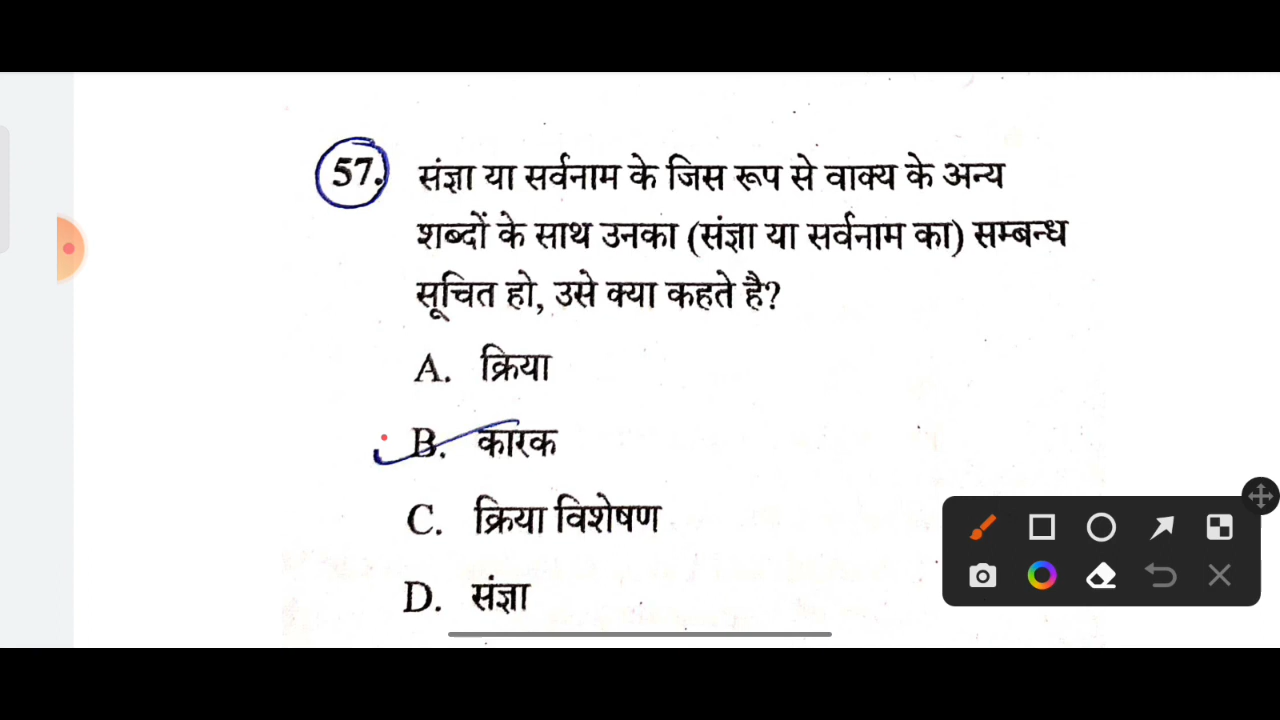 57. संज्ञा या सर्वनाम के जिस रूप से वाक्य के अन्य
शब्दों के साथ उनका (संज्ञा या सर्वनाम का) सम्बन्ध
सूचित हो, उसे क्या कहते है?
A. क्रिया
B. कारक
C. क्रिया विशेषण
D. संज्ञा